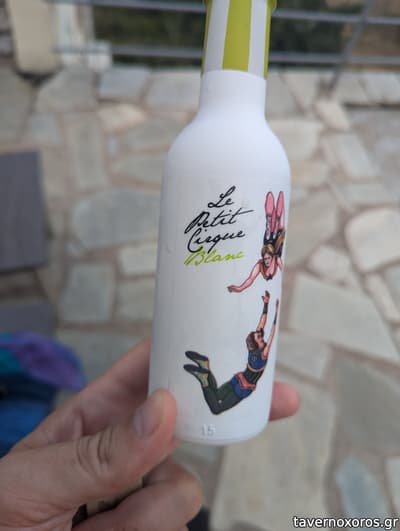 Le
Petit
Cirque
Blanc
15
tavernoxoros.gr